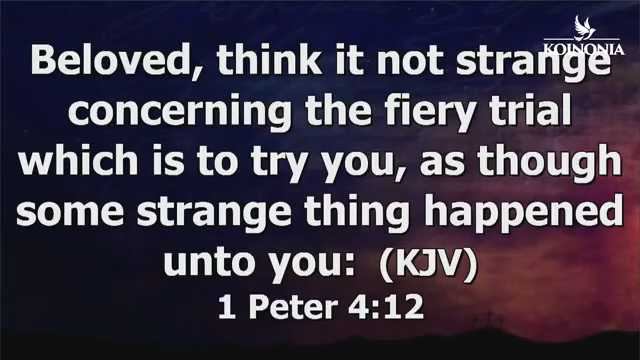 KOINONIA
Beloved, think it not strange
concerning the fiery trial
which is to try you, as though
some strange thing happened
unto you: (KJV)
1 Peter 4:12